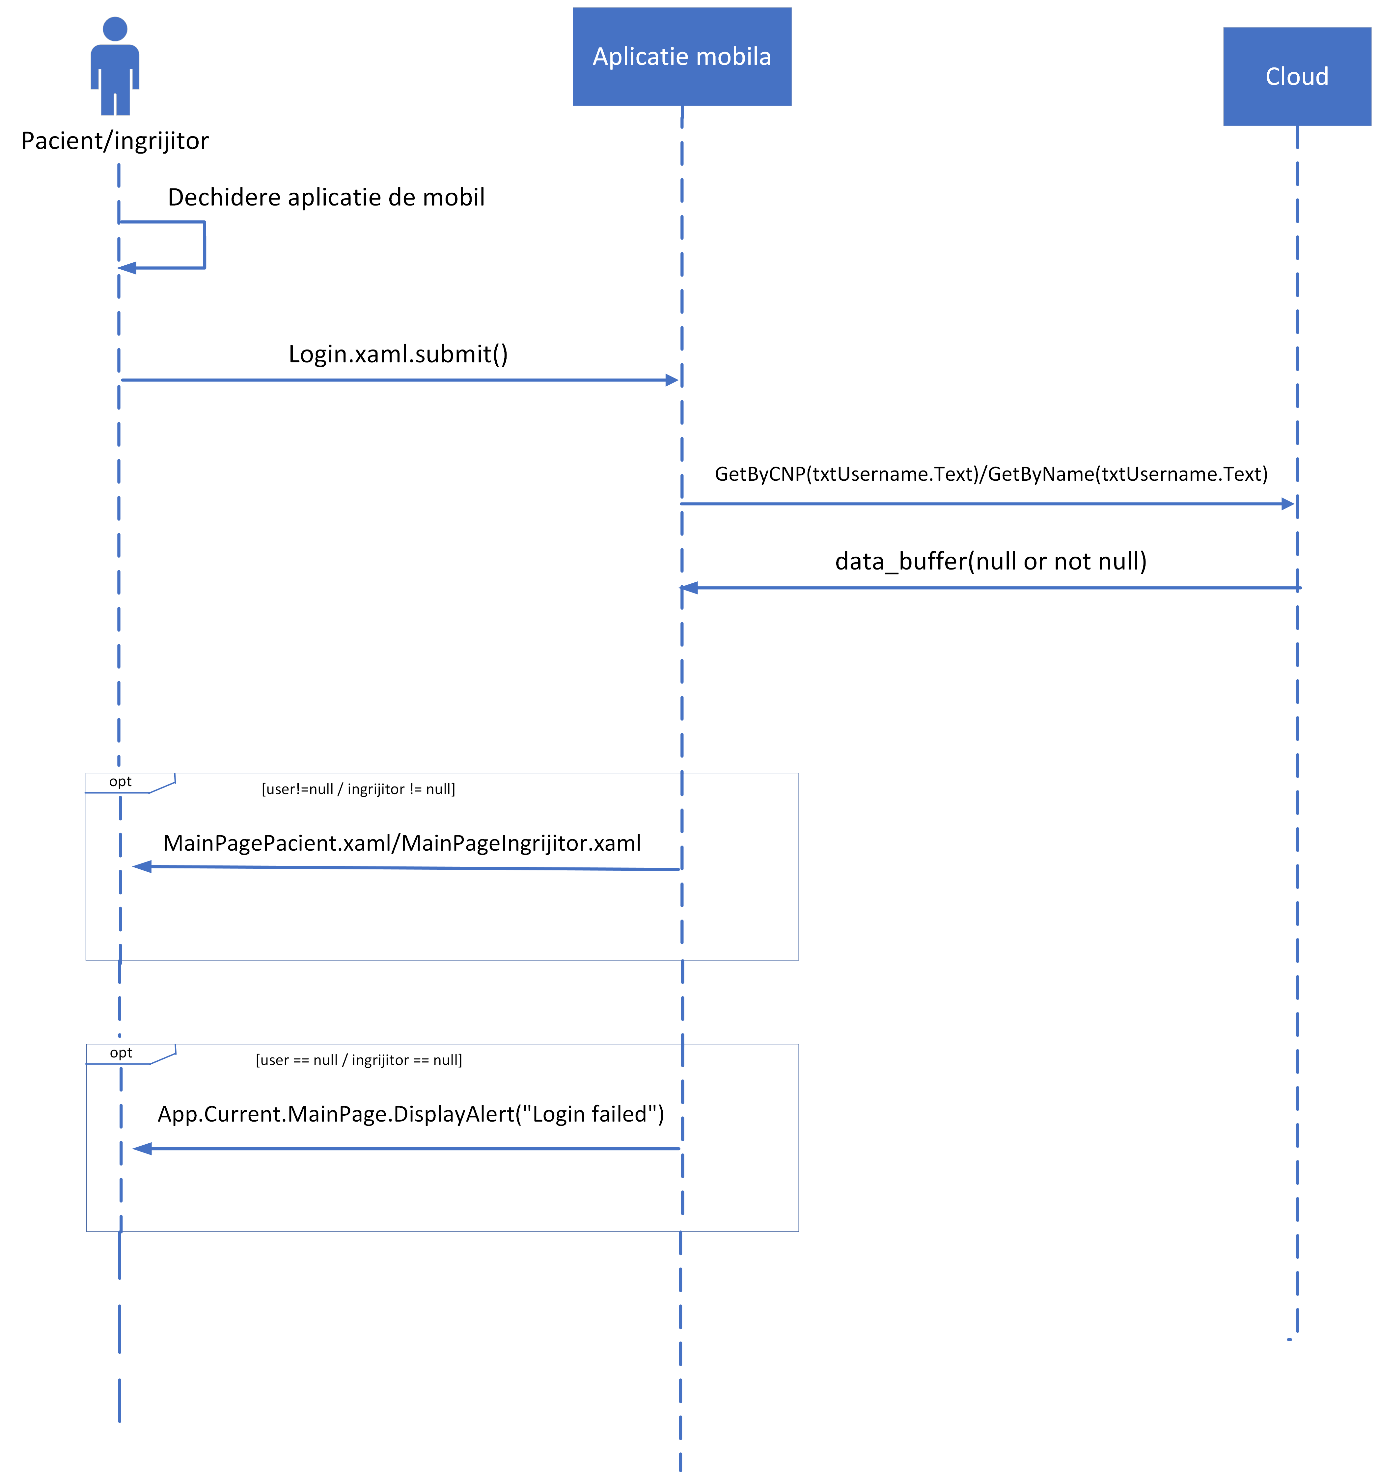 Aplicatie mobila
Cloud
Pacient/ingrijitor
Dechidere aplicatie de mobil
Login.xaml.submit()
GetByCNP(txtUsername.Text)/GetByName(txtUsername.Text)
data_buffer(null or not null)
opt
[user!=null / ingrijitor != null]
MainPagePacient.xaml/MainPageIngrijitor.xaml
opt
[user == null / ingrijitor == null]
App.Current.MainPage.DisplayAlert("Login failed")